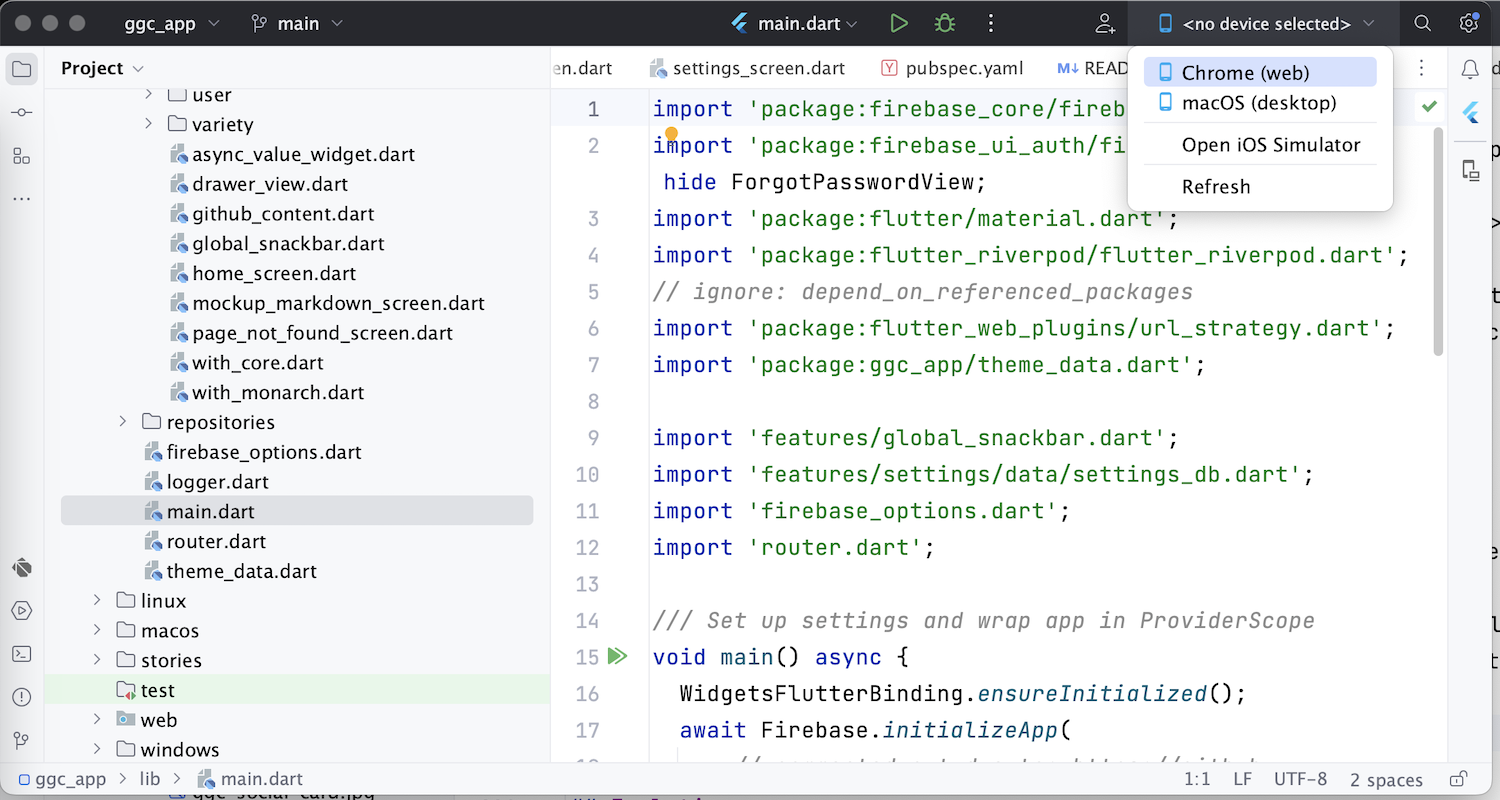 ggc_app
main
main.dart
<no device selected>
Project
en.dart
settings_screen.dart
pubspec.yaml
M↓ READ
Chrome (web)
macOS (desktop)
Open iOS Simulator
Refresh
user
variety
async_value_widget.dart
drawer_view.dart
github_content.dart
global_snackbar.dart
home_screen.dart
mockup_markdown_screen.dart
page_not_found_screen.dart
with_core.dart
with_monarch.dart
repositories
firebase_options.dart
logger.dart
main.dart
router.dart
theme_data.dart
linux
macos
stories
test
web
windows
1 import 'package:firebase_core/fireb
2 import 'package:firebase_ui_auth/fi
hide ForgotPasswordView;
3 import 'package:flutter/material.dart';
4 import 'package:flutter_riverpod/flutter_riverpod.dart';
5 // ignore: depend_on_referenced_packages
6 import 'package:flutter_web_plugins/url_strategy.dart';
7 import 'package:ggc_app/theme_data.dart';
8
9 import 'features/global_snackbar.dart';
10 import 'features/settings/data/settings_db.dart';
11 import 'firebase_options.dart';
12 import 'router.dart';
13
14 /// Set up settings and wrap app in ProviderScope
15 void main() async {
16 WidgetsFlutterBinding.ensureInitialized();
17 await Firebase.initializeApp(
ggc_app > lib > main.dart
1:1 LF UTF-8 2 spaces